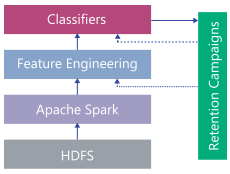 Classifiers
Feature Engineering
Apache Spark
HDFS
Retention Campaigns